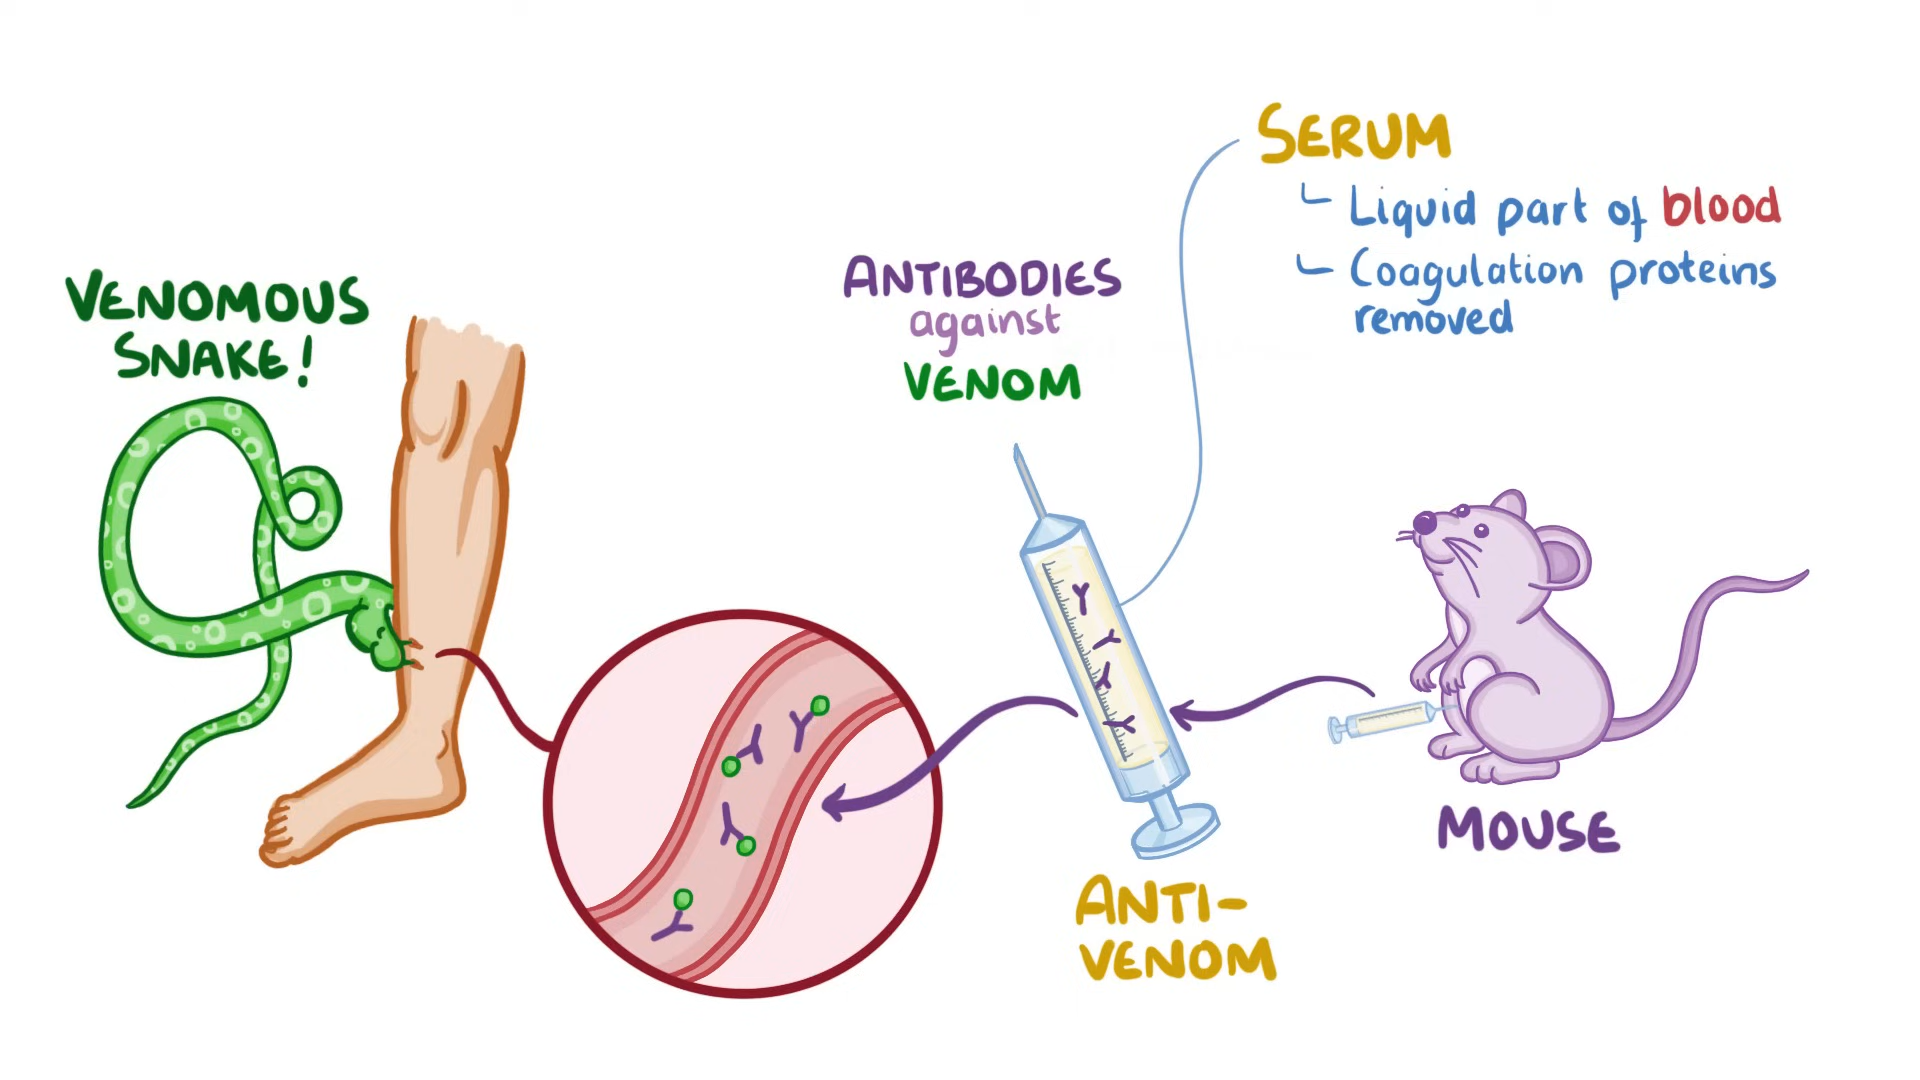 VENOMOUS
SNAKE!
ANTIBODIES
against
VENOM
SERUM
Liquid part of blood
Coagulation proteins
removed
ANTI-
VENOM
MOUSE